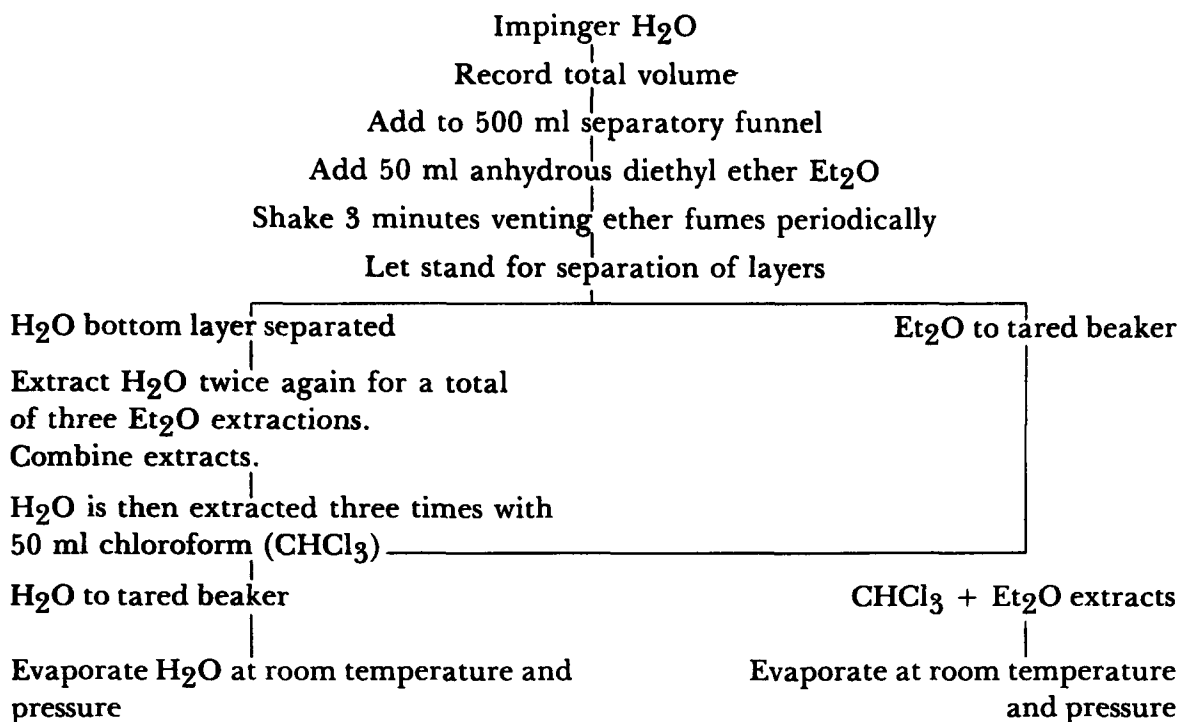 Impinger H2O
Record total volume
Add to 500 ml separatory funnel
Add 50 ml anhydrous diethyl ether Et2O
Shake 3 minutes venting ether fumes periodically
Let stand for separation of layers
H2O bottom layer separated
Et2O to tared beaker
Extract H2O twice again for a total
of three Et2O extractions.
Combine extracts.
H2O is then extracted three times with
50 ml chloroform (CHCl3)
H2O to tared beaker
CHCl3 + Et2O extracts
Evaporate H2O at room temperature and
pressure
Evaporate at room temperature
and pressure